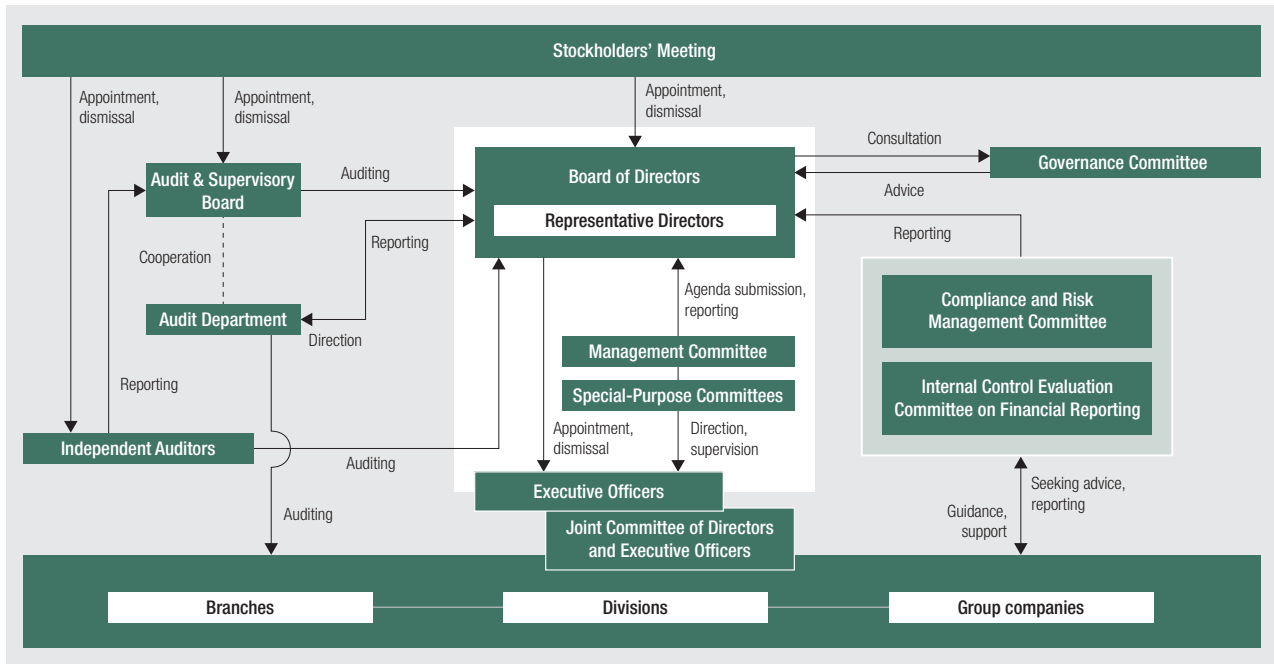 Stockholders’ Meeting
Appointment,
dismissal
Appointment,
dismissal
Appointment,
dismissal
Consultation
Governance Committee
Advice
Audit & Supervisory
Board
Auditing
Board of Directors
Representative Directors
Reporting
Reporting
Cooperation
Audit Department
Direction
Agenda submission,
reporting
Compliance and Risk
Management Committee
Management Committee
Special-Purpose Committees
Internal Control Evaluation
Committee on Financial Reporting
Reporting
Independent Auditors
Auditing
Appointment,
dismissal
Direction,
supervision
Executive Officers
Joint Committee of Directors
and Executive Officers
Seeking advice,
reporting
Guidance,
support
Auditing
Branches
Divisions
Group companies